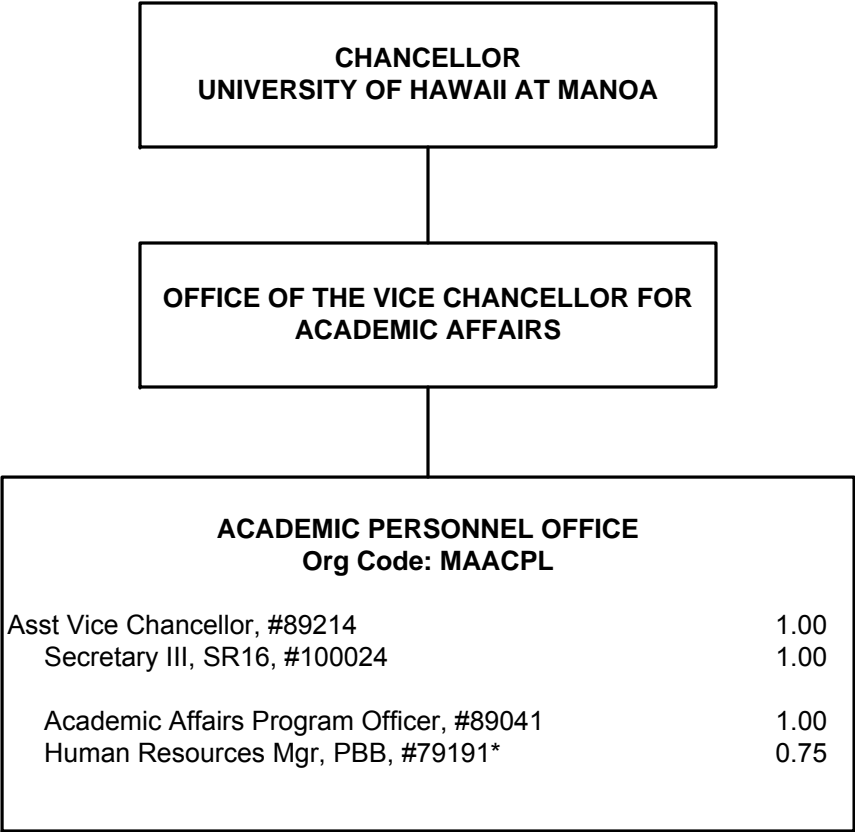 CHANCELLOR
UNIVERSITY OF HAWAII AT MANOA
OFFICE OF THE VICE CHANCELLOR FOR
ACADEMIC AFFAIRS
ACADEMIC PERSONNEL OFFICE
Org Code: MAACPL
Asst Vice Chancellor, #89214 1.00
Secretary III, SR16, #100024 1.00
Academic Affairs Program Officer, #89041 1.00
Human Resources Mgr, PBB, #79191* 0.75